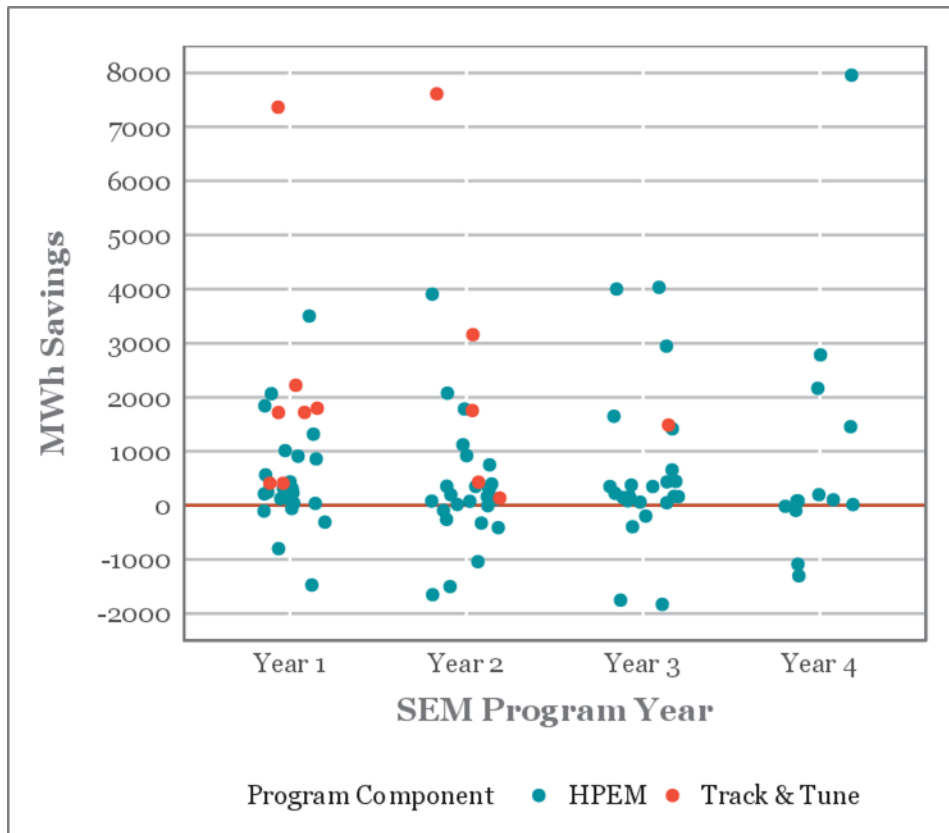 8000
7000
6000
5000
4000
3000
2000
1000
0
-1000
-2000
MWh Savings
Year 1 Year 2 Year 3 Year 4
SEM Program Year
Program Component HPEM Track & Tune